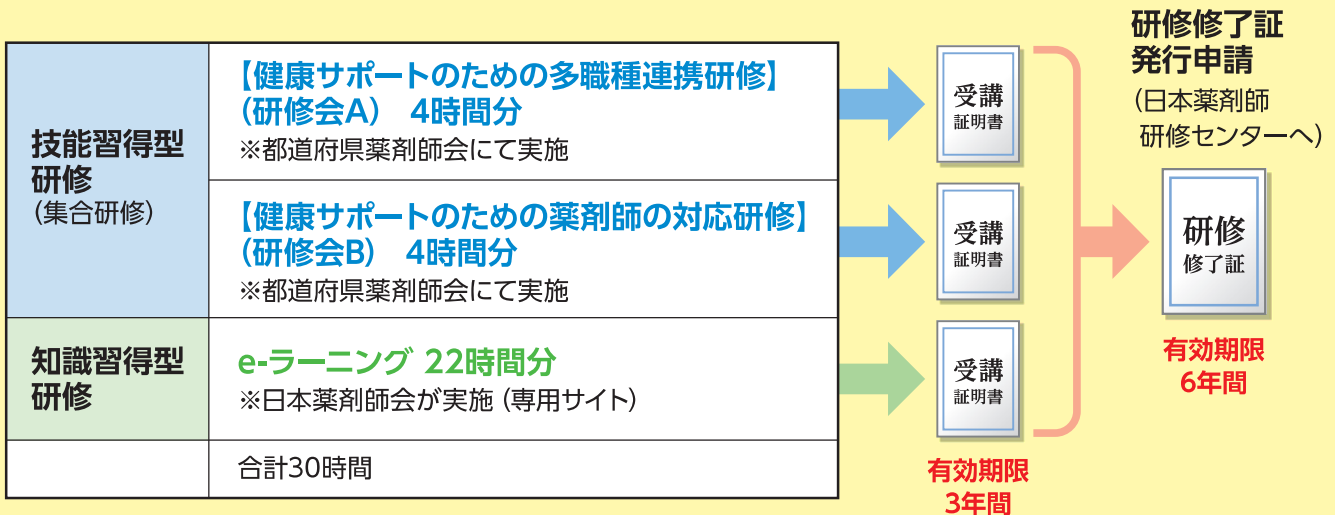 技能習得型
研修
（集合研修）
【健康サポートのための多職種連携研修】
（研修会A） 4時間分
※都道府県薬剤師会にて実施
【健康サポートのための薬剤師の対応研修】
（研修会B） 4時間分
※都道府県薬剤師会にて実施
知識習得型
研修
e-ラーニング 22時間分
※日本薬剤師会が実施（専用サイト）
合計30時間
受講
証明書
受講
証明書
受講
証明書
有効期限
3年間
研修修了証
発行申請
（日本薬剤師
研修センターへ）
研修
修了証
有効期限
6年間